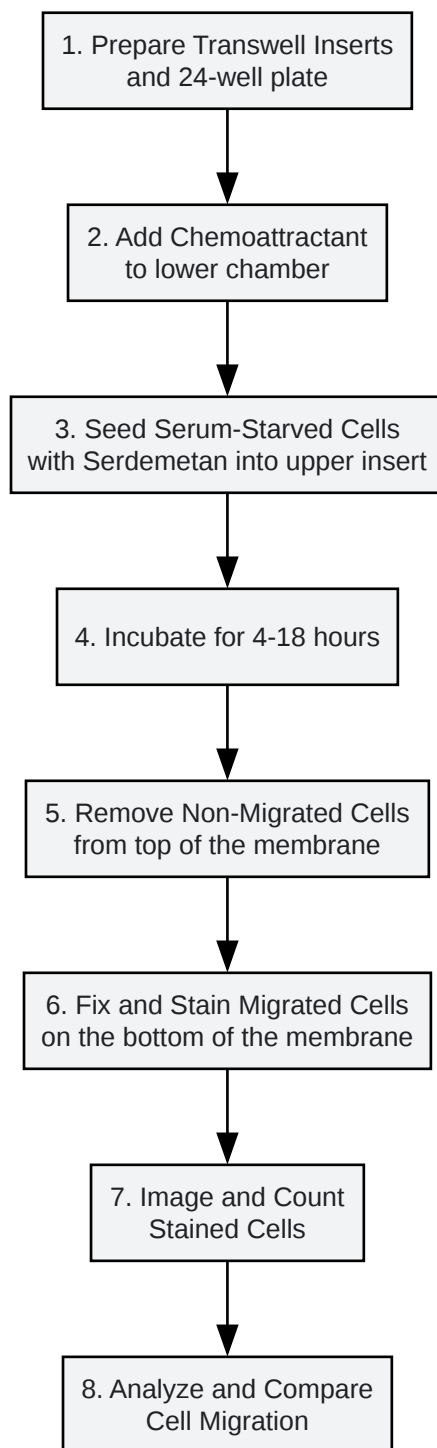 1. Prepare Transwell Inserts
and 24-well plate
2. Add Chemoattractant
to lower chamber
3. Seed Serum-Starved Cells
with Serdemetan into upper insert
4. Incubate for 4-18 hours
5. Remove Non-Migrated Cells
from top of the membrane
6. Fix and Stain Migrated Cells
on the bottom of the membrane
7. Image and Count
Stained Cells
8. Analyze and Compare
Cell Migration